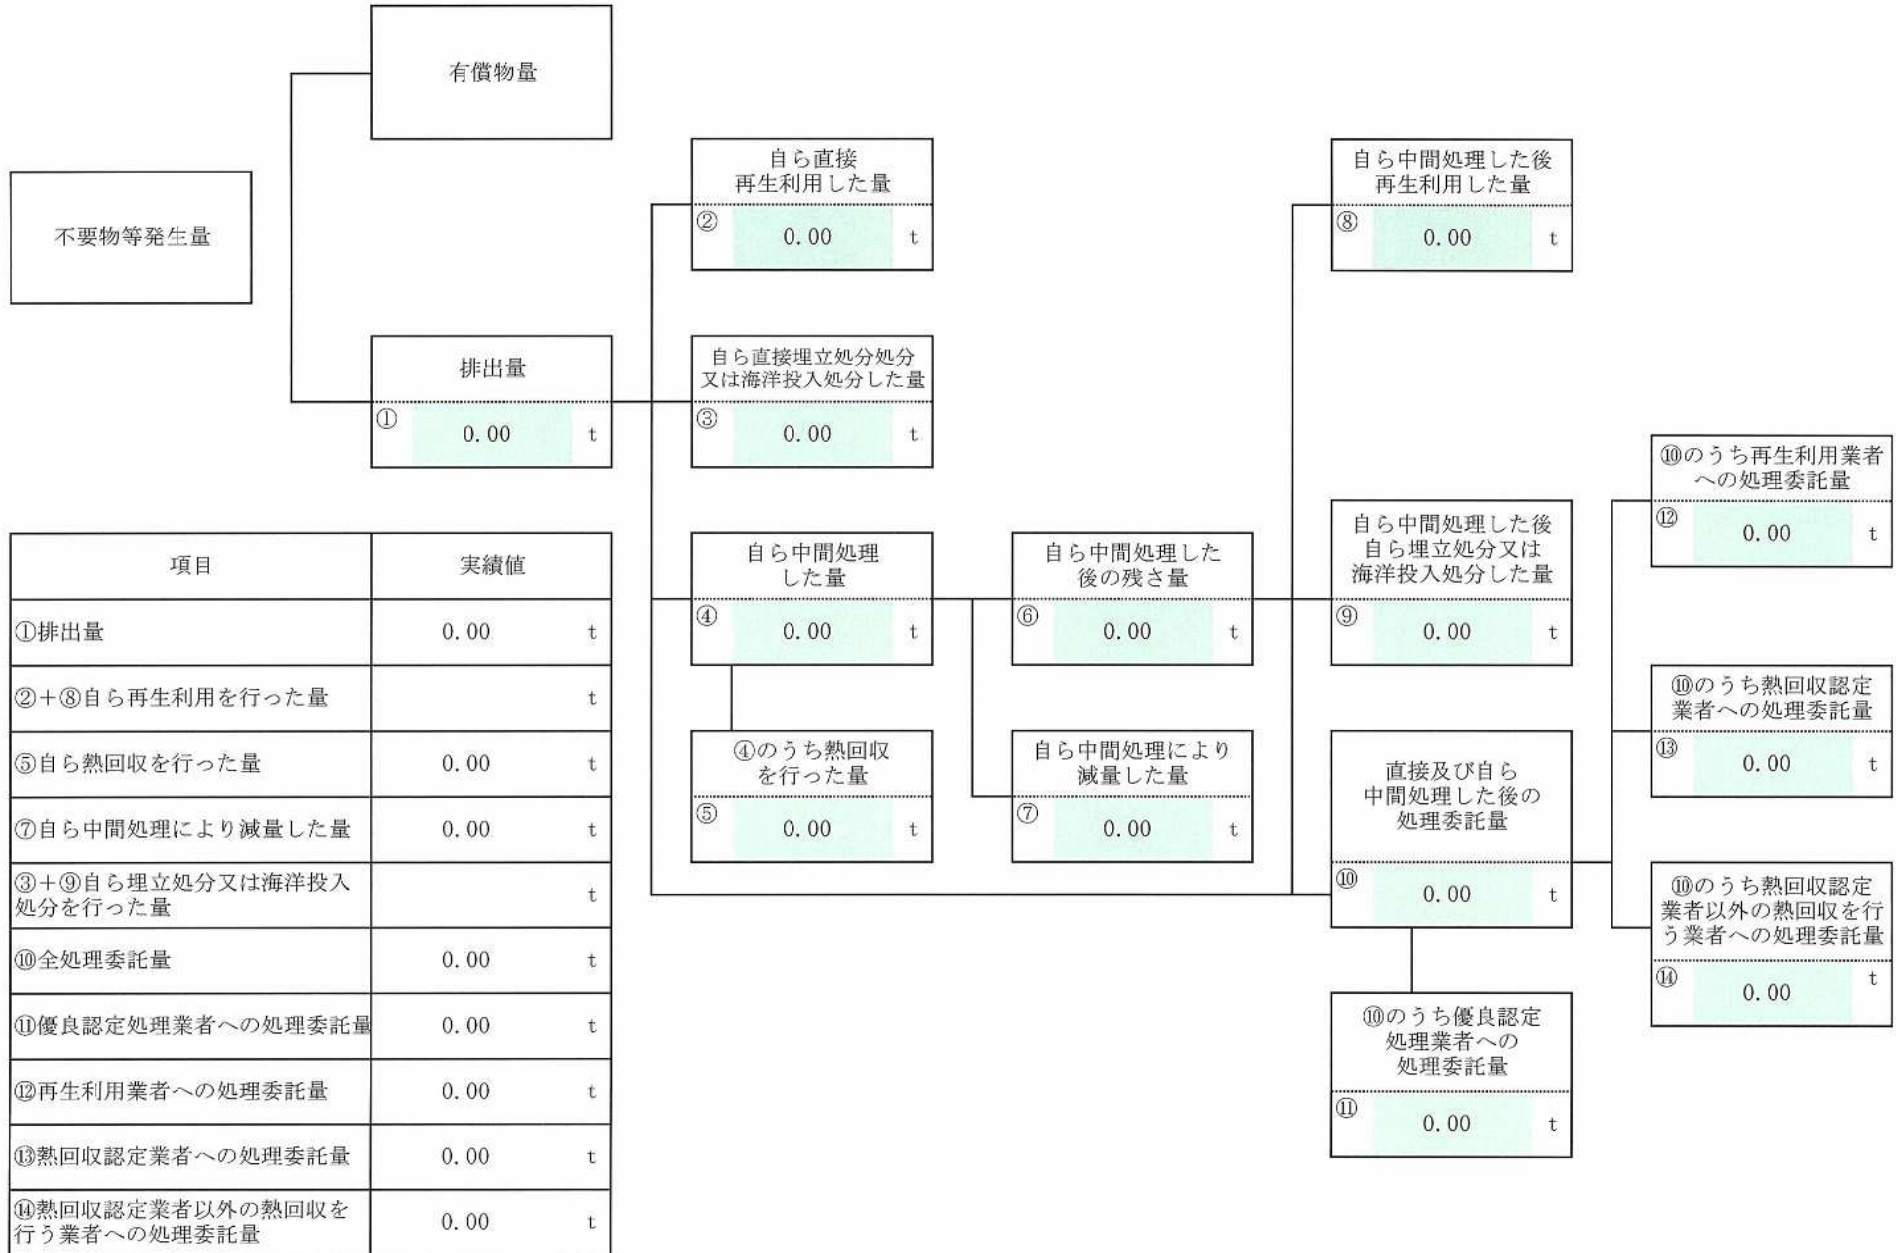 有償物量
不要物等発生量
自ら直接
再生利用した量
② 0.00 t
自ら中間処理した後
再生利用した量
⑧ 0.00 t
排出量
① 0.00 t
自ら直接埋立処分処分
又は海洋投入処分した量
③ 0.00 t
⑩のうち再生利用業者
への処理委託量
⑫ 0.00 t
自ら中間処理
した量
④ 0.00 t
自ら中間処理した
後の残さ量
⑥ 0.00 t
自ら中間処理した後
自ら埋立処分又は
海洋投入処分した量
⑨ 0.00 t
⑩のうち熱回収認定
業者への処理委託量
⑬ 0.00 t
④のうち熱回収
を行った量
⑤ 0.00 t
自ら中間処理により
減量した量
⑦ 0.00 t
直接及び自ら
中間処理した後の
処理委託量
⑩ 0.00 t
⑩のうち熱回収認定
業者以外の熱回収を行
う業者への処理委託量
⑭ 0.00 t
⑩のうち優良認定
処理業者への
処理委託量
⑪ 0.00 t
項目 実績値
①排出量 0.00 t
②+⑧自ら再生利用を行った量 t
⑤自ら熱回収を行った量 0.00 t
⑦自ら中間処理により減量した量 0.00 t
③+⑨自ら埋立処分又は海洋投入
処分を行った量 t
⑩全処理委託量 0.00 t
⑪優良認定処理業者への処理委託量 0.00 t
⑫再生利用業者への処理委託量 0.00 t
⑬熱回収認定業者への処理委託量 0.00 t
⑭熱回収認定業者以外の熱回収を
行う業者への処理委託量 0.00 t